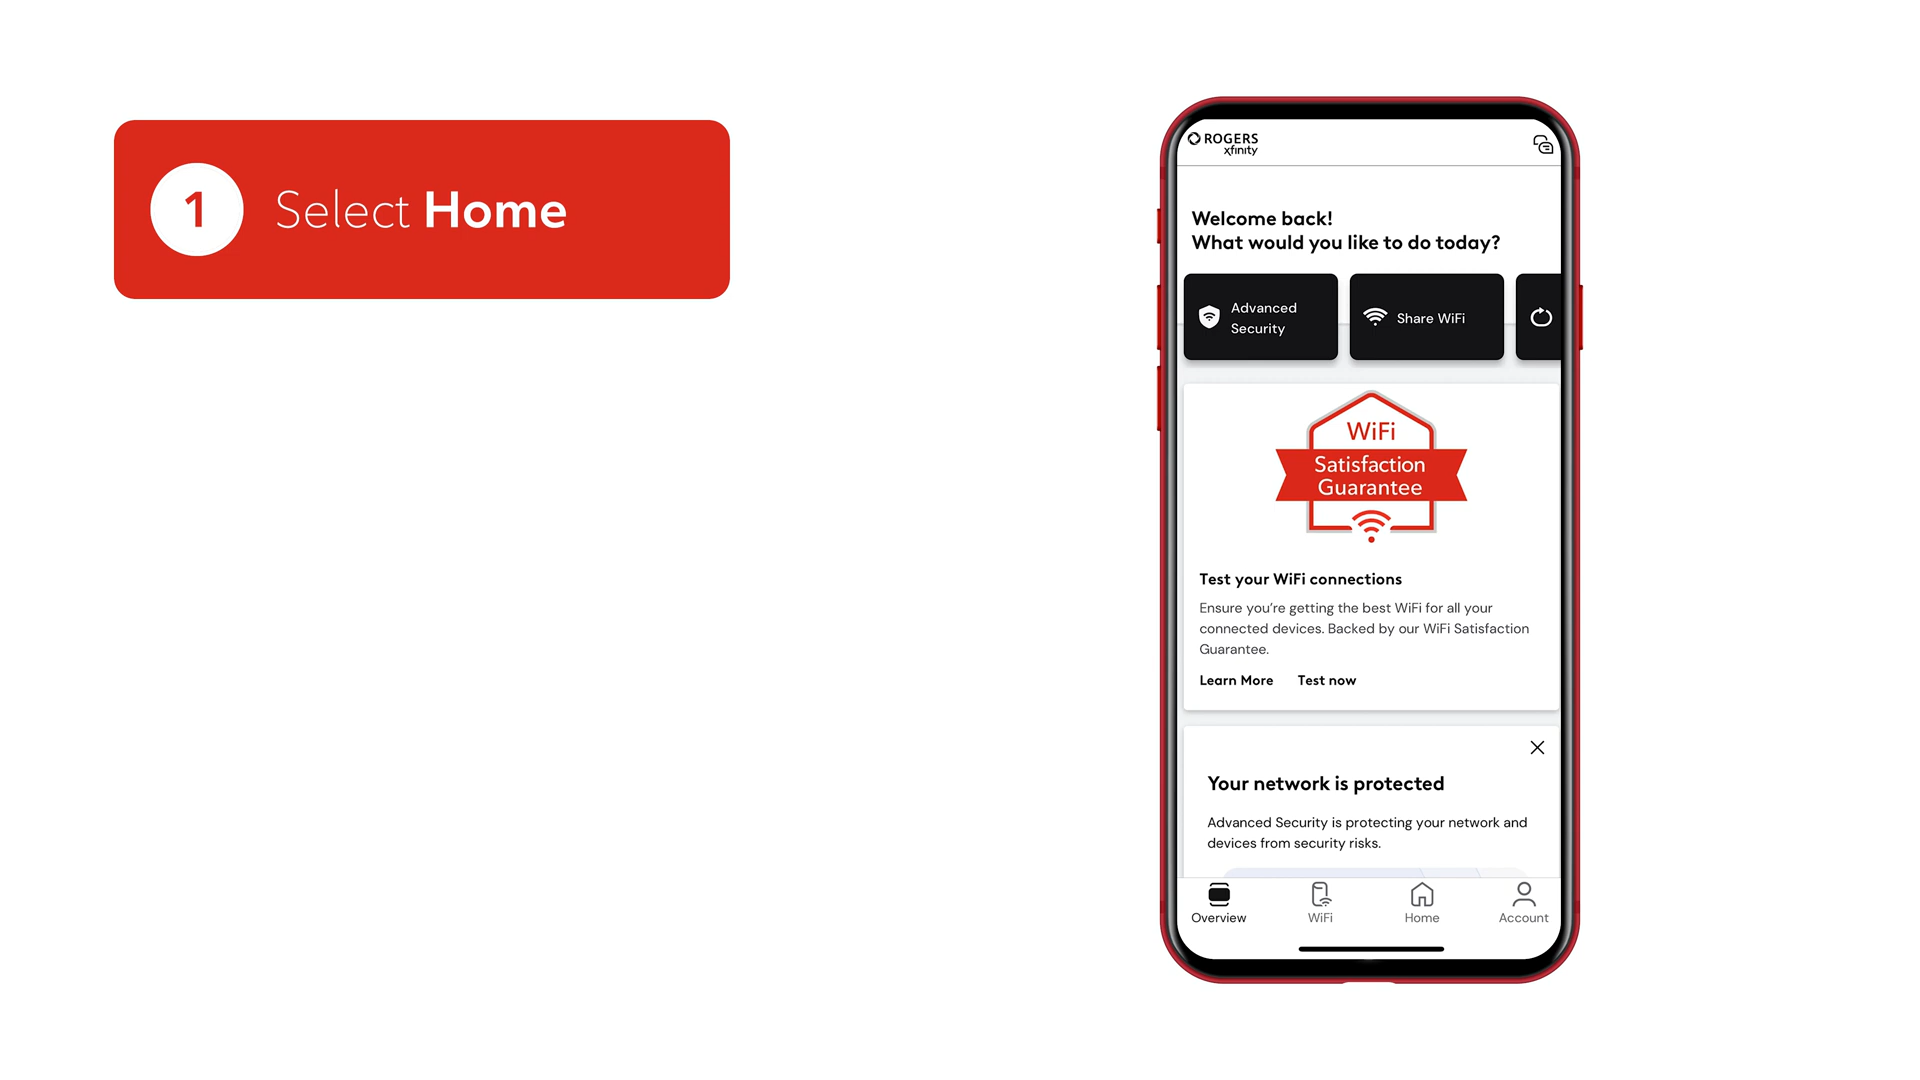 1 Select Home
ROGERS
xfinity
Welcome back!
What would you like to do today?
Advanced
Security
Share WiFi
WiFi
Satisfaction
Guarantee
Test your WiFi connections
Ensure you’re getting the best WiFi for all your
connected devices. Backed by our WiFi Satisfaction
Guarantee.
Learn More Test now
Your network is protected
Advanced Security is protecting your network and
devices from security risks.
Overview WiFi Home Account